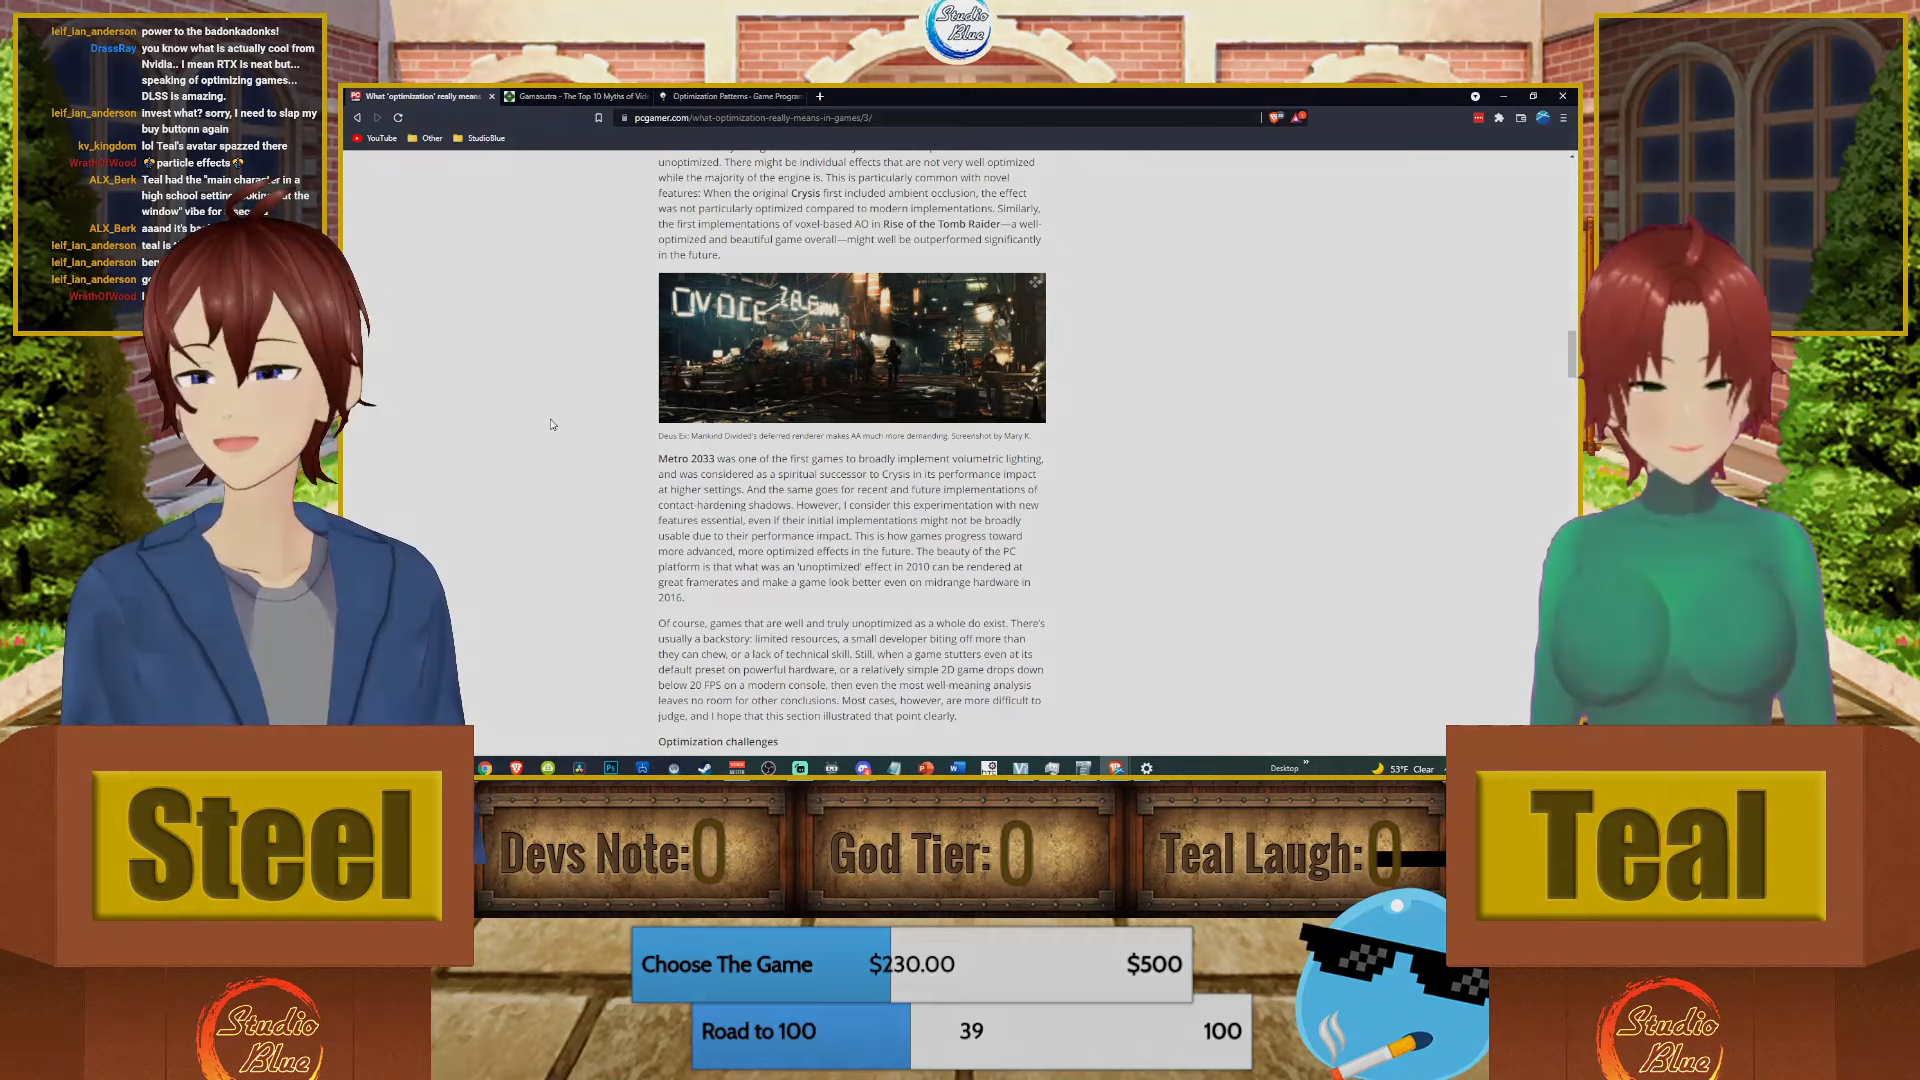 leif_ian_anderson power to the badonkadonks!
DrassRay you know what is actually cool from
Nvidia.. I mean RTX is neat but...
speaking of optimizing games...
DLSS is amazing.
leif_ian_anderson invest what? sorry, I need to slap my
buy buttonn again
kv_kingdom lol Teal's avatar spazzed there
WrathOfWood particle effects
ALX_Berk Teal had the "main character in a
high school setting looking out the
window" vibe for
ALX_Berk aaand it's
leif_ian_anderson teal is
leif_ian_anderson
leif_ian_anderson
WrathOfWood
Studio
Blue
What 'optimization' really means
Gamasutra - The Top 10 Myths of Vid
Optimization Patterns · Game Program
pcgamer.com/what-optimization-really-means-in-games/3/
YouTube
Other
StudioBlue
unoptimized. There might be individual effects that are not very well optimized
while the majority of the engine is. This is particularly common with novel
features: When the original Crysis first included ambient occlusion, the effect
was not particularly optimized compared to modern implementations. Similarly,
the first implementations of voxel-based AO in Rise of the Tomb Raider—a well-
optimized and beautiful game overall—might well be outperformed significantly
in the future.
Deus Ex: Mankind Divided's deferred renderer makes AA much more demanding. Screenshot by Mary K.
Metro 2033 was one of the first games to broadly implement volumetric lighting,
and was considered as a spiritual successor to Crysis in its performance impact
at higher settings. And the same goes for recent and future implementations of
contact-hardening shadows. However, I consider this experimentation with new
features essential, even if their initial implementations might not be broadly
usable due to their performance impact. This is how games progress toward
more advanced, more optimized effects in the future. The beauty of the PC
platform is that what was an 'unoptimized' effect in 2010 can be rendered at
great framerates and make a game look better even on midrange hardware in
2016.
Of course, games that are well and truly unoptimized as a whole do exist. There's
usually a backstory: limited resources, a small developer biting off more than
they can chew, or a lack of technical skill. Still, when a game stutters even at its
default preset on powerful hardware, or a relatively simple 2D game drops down
below 20 FPS on a modern console, then even the most well-meaning analysis
leaves no room for other conclusions. Most cases, however, are more difficult to
judge, and I hope that this section illustrated that point clearly.
Optimization challenges
Desktop
53°F Clear
Steel
Devs Note: 0
God Tier: 0
Teal Laugh: 0
Teal
Choose The Game $230.00 $500
Road to 100 39 100
Studio
Blue
Studio
Blue